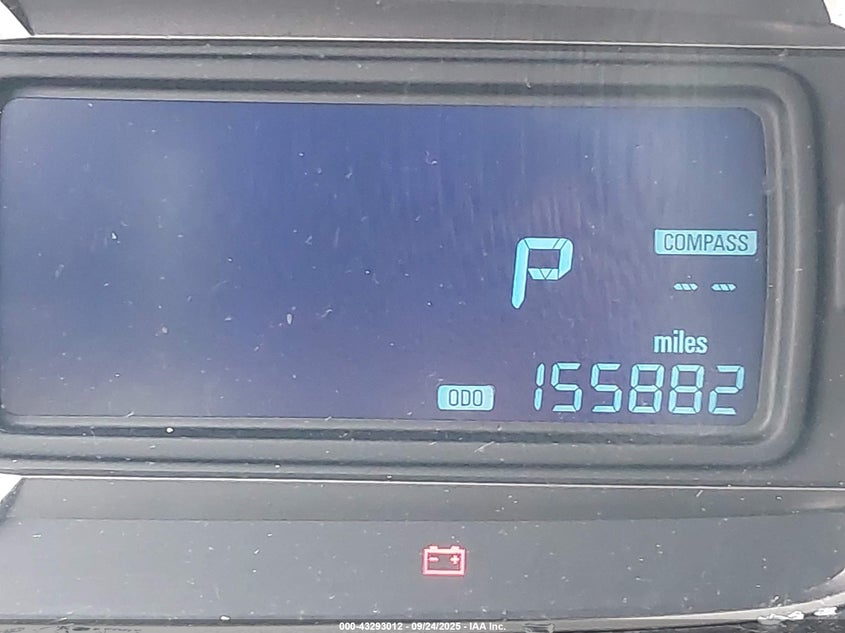 P
COMPASS
--
miles
ODO 155882
- +
000-43293012 - 09/24/2025 - IAA Inc.